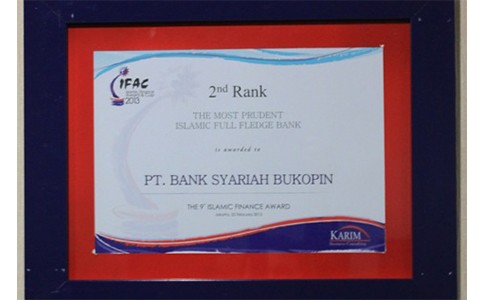 IFAC
2013
2nd Rank
THE MOST PRUDENT
ISLAMIC FULL FLEDGE BANK
is awarded to
PT. BANK SYARIAH BUKOPIN
THE 9th ISLAMIC FINANCE AWARD
KARIM